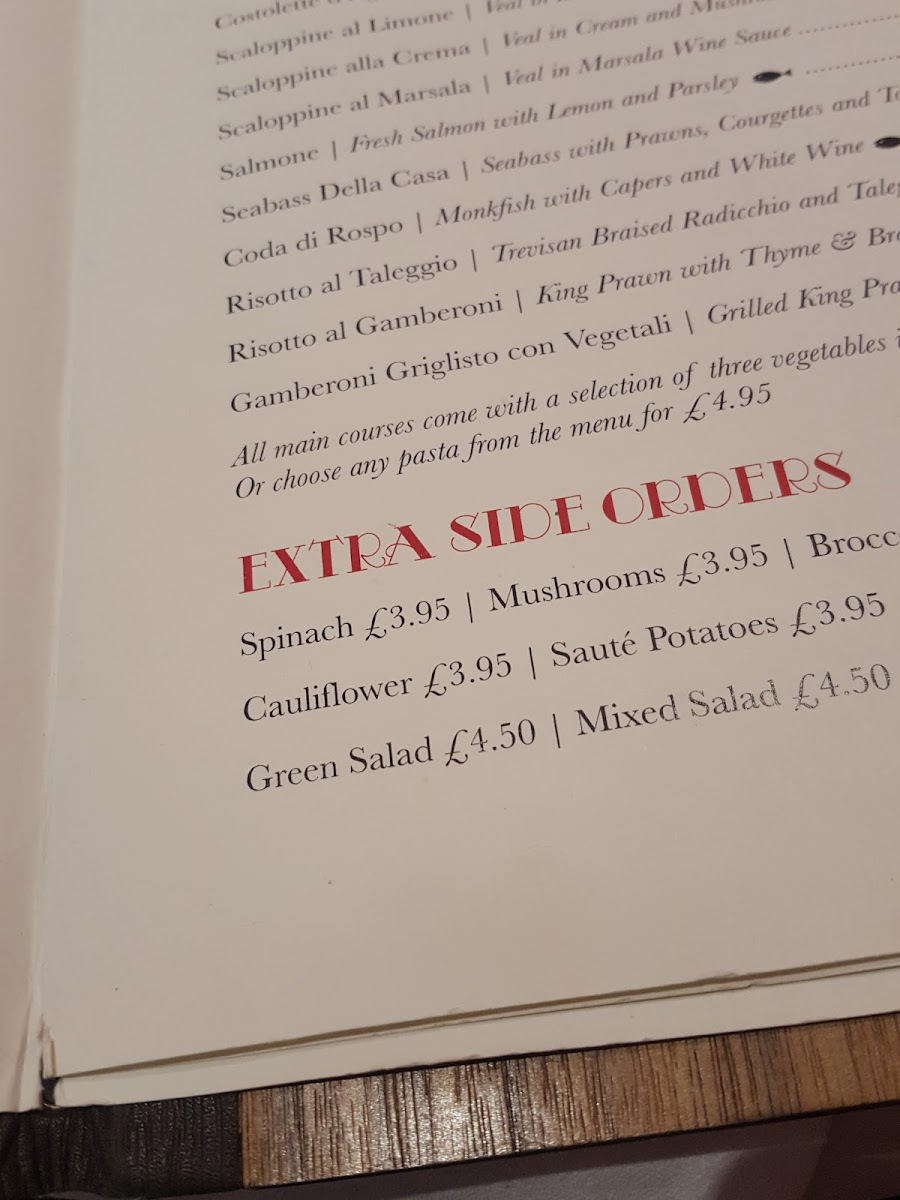 Scaloppine al Limone | Veal in
Scaloppine alla Crema | Veal in Cream and
Scaloppine al Marsala | Veal in Marsala Wine Sauce
Salmone | Fresh Salmon with Lemon and Parsley
Seabass Della Casa | Seabass with Prawns, Courgettes and
Coda di Rospo | Monkfish with Capers and White Wine
Risotto al Taleggio | Trevisan Braised Radicchio and
Risotto al Gamberoni | King Prawn with Thyme &
Gamberoni Griglisto con Vegetali | Grilled King
All main courses come with a selection of three vegetables
Or choose any pasta from the menu for £4.95
EXTRA SIDE ORDERS
Spinach £3.95 | Mushrooms £3.95 |
Cauliflower £3.95 | Sauté Potatoes £3.95
Green Salad £4.50 | Mixed Salad £4.50